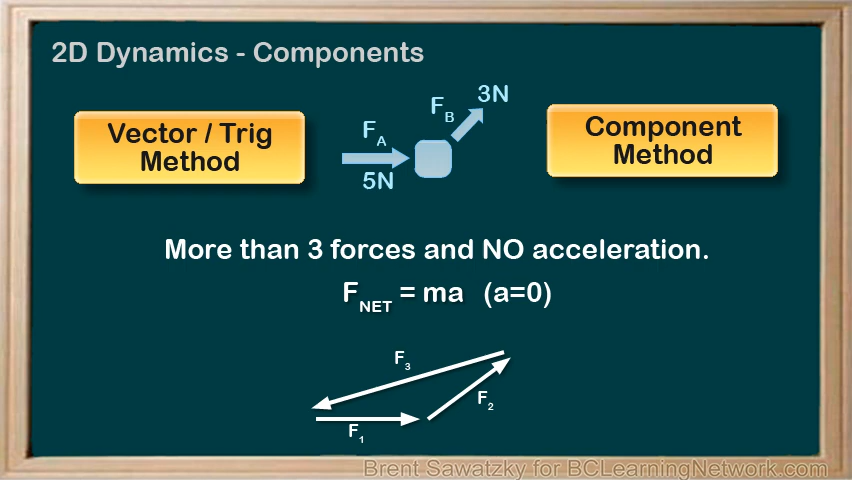 2D Dynamics - Components
Vector / Trig
Method
F_A
5N
F_B
3N
Component
Method
More than 3 forces and NO acceleration.
F_NET = ma (a=0)
F_3
F_2
F_1
Brent Sawatzky for BCLearningNetwork.com